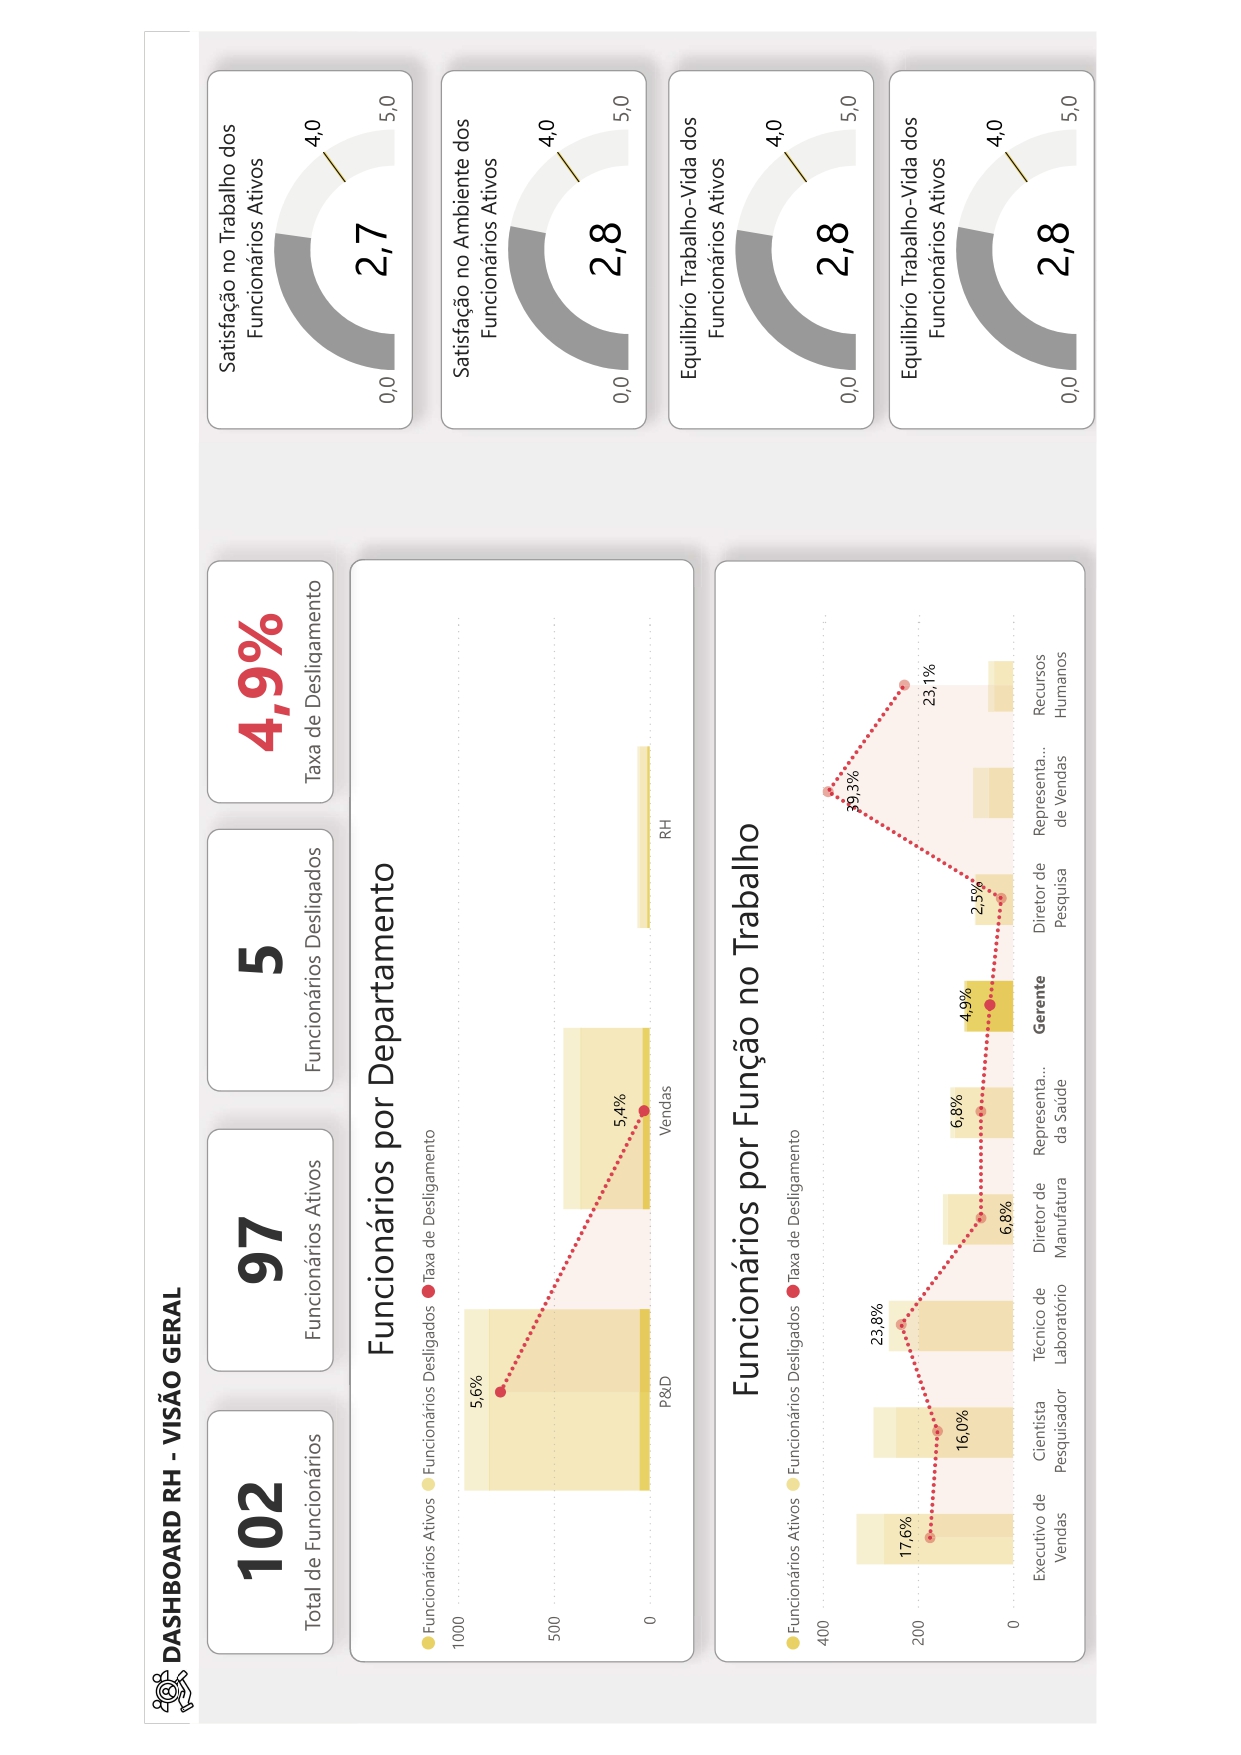 DASHBOARD RH - VISÃO GERAL
102
Total de Funcionários
97
Funcionários Ativos
5
Funcionários Desligados
4,9%
Taxa de Desligamento
Funcionários por Departamento
Funcionários Ativos Funcionários Desligados Taxa de Desligamento
1000
500
0
5,6%
5,4%
P&D
Vendas
RH
Funcionários por Função no Trabalho
Funcionários Ativos Funcionários Desligados Taxa de Desligamento
400
200
0
17,6%
16,0%
23,8%
6,8%
6,8%
4,9%
2,5%
39,3%
23,1%
Executivo de
Vendas
Cientista
Pesquisador
Técnico de
Laboratório
Diretor de
Manufatura
Representa...
da Saúde
Gerente
Diretor de
Pesquisa
Representa...
de Vendas
Recursos
Humanos
Satisfação no Trabalho dos
Funcionários Ativos
4,0
2,7
0,0
5,0
Satisfação no Ambiente dos
Funcionários Ativos
4,0
2,8
0,0
5,0
Equilibrío Trabalho-Vida dos
Funcionários Ativos
4,0
2,8
0,0
5,0
Equilibrío Trabalho-Vida dos
Funcionários Ativos
4,0
2,8
0,0
5,0